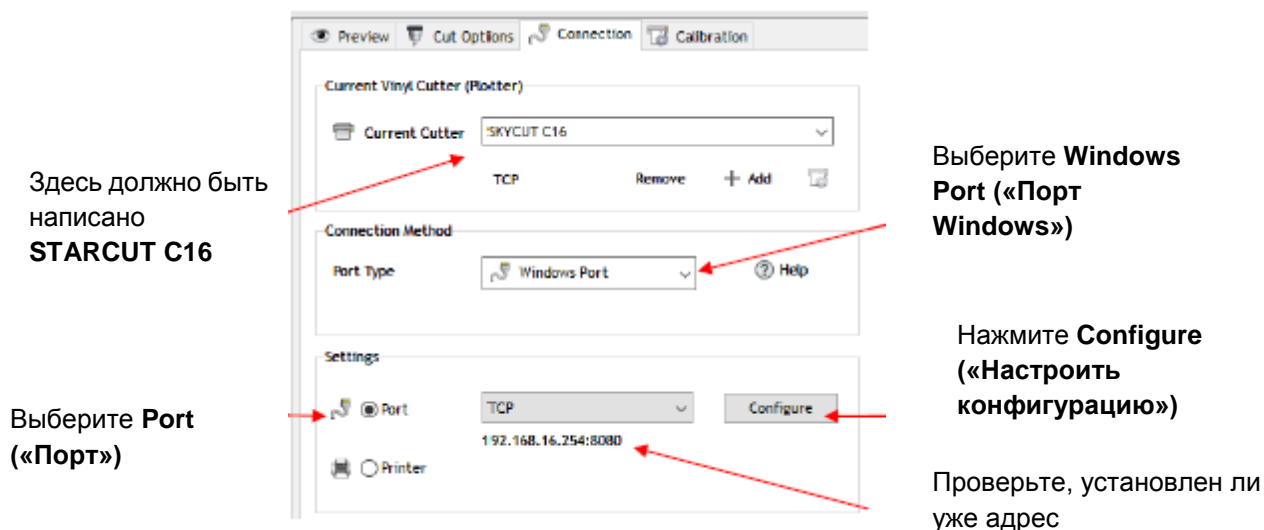 Preview Cut Options Connection Calibration
Current Vinyl Cutter (Plotter)
Current Cutter SKYCUT C16
TCP Remove + Add
Здесь должно быть
написано
STARCUT C16
Выберите Windows
Port («Порт
Windows»)
Connection Method
Port Type Windows Port Help
Нажмите Configure
(«Настроить
конфигурацию»)
Settings
Выберите Port
(«Порт»)
Port TCP Configure
192.168.16.254:8080
Printer
Проверьте, установлен ли
уже адрес